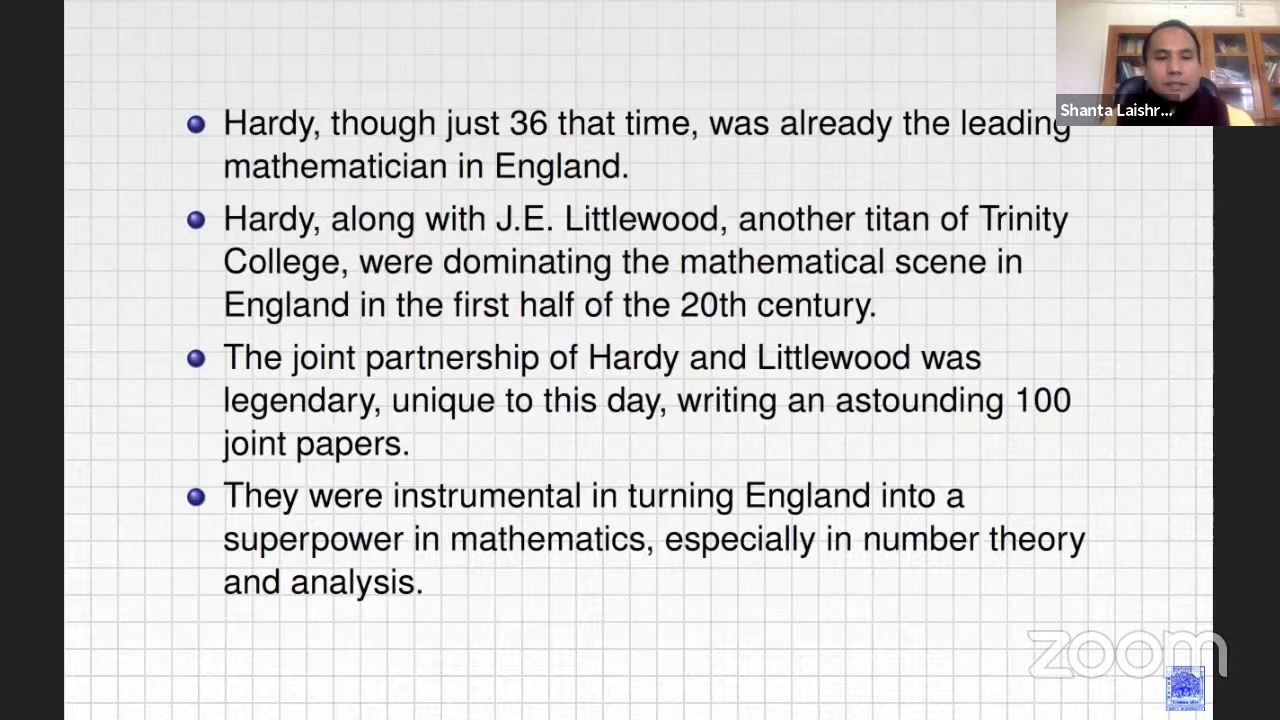 Hardy, though just 36 that time, was already the leading
mathematician in England.
Hardy, along with J.E. Littlewood, another titan of Trinity
College, were dominating the mathematical scene in
England in the first half of the 20th century.
The joint partnership of Hardy and Littlewood was
legendary, unique to this day, writing an astounding 100
joint papers.
They were instrumental in turning England into a
superpower in mathematics, especially in number theory
and analysis.
Shanta Laishr...
zoom